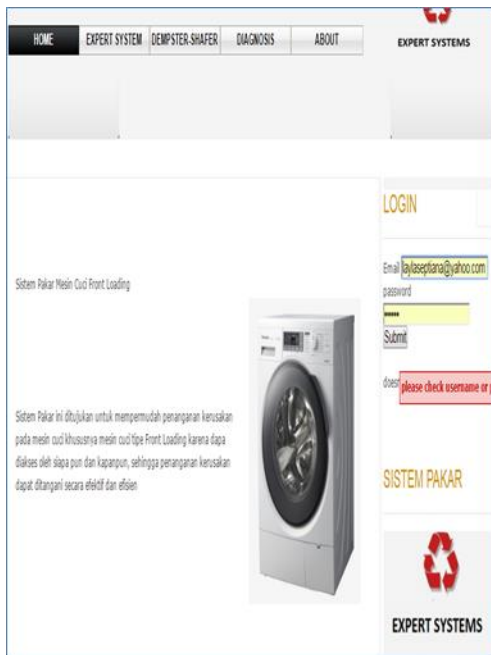 HOME EXPERT SYSTEM DEMPSTER-SHAFER DIAGNOSIS ABOUT
EXPERT SYSTEMS
Sistem Pakar Mesin Cuci Front Loading
Sistem Pakar ini ditujukan untuk mempermudah penanganan kerusakan
pada mesin cuci khususnya mesin cuci tipe Front Loading karena dapa
diakses oleh siapa pun dan kapanpun, sehingga penanganan kerusakan
dapat ditangani secara efektif dan efisien
LOGIN
Email laylaseptiana@yahoo.com
password
•••••
Submit
does please check username or p
SISTEM PAKAR
EXPERT SYSTEMS